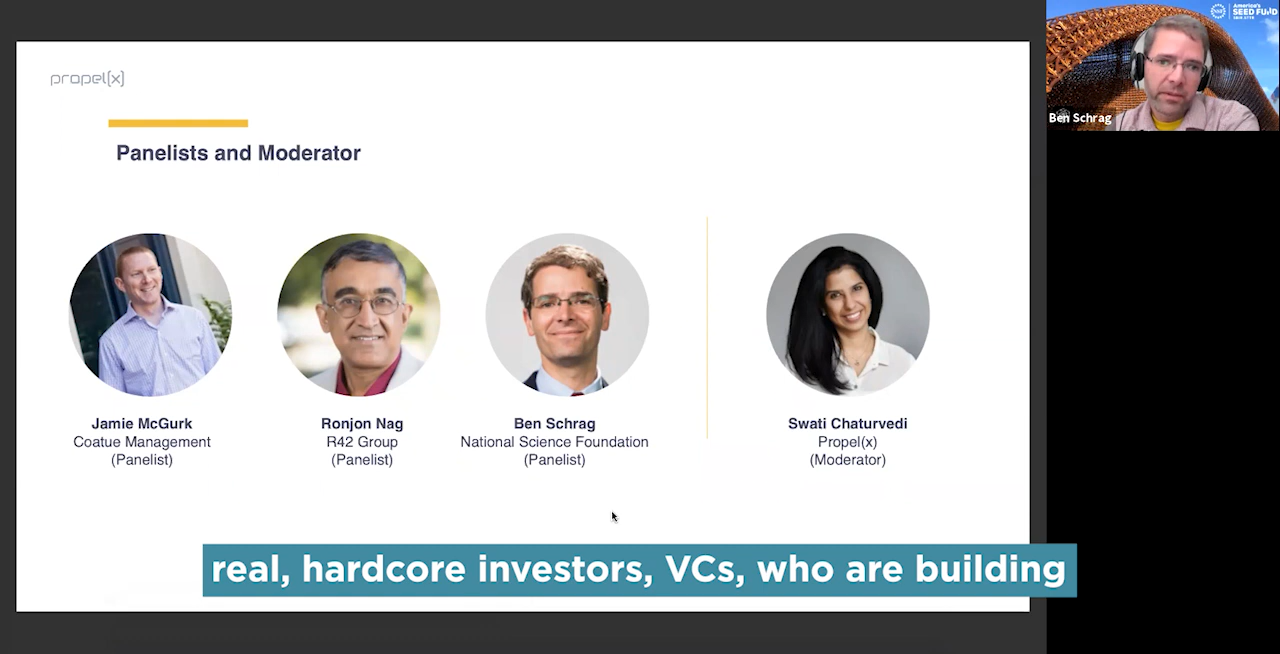 propel(x)
Panelists and Moderator
Jamie McGurk
Coatue Management
(Panelist)
Ronjon Nag
R42 Group
(Panelist)
Ben Schrag
National Science Foundation
(Panelist)
Swati Chaturvedi
Propel(x)
(Moderator)
real, hardcore investors, VCs, who are building
America's
SEED FUND
Ben Schrag